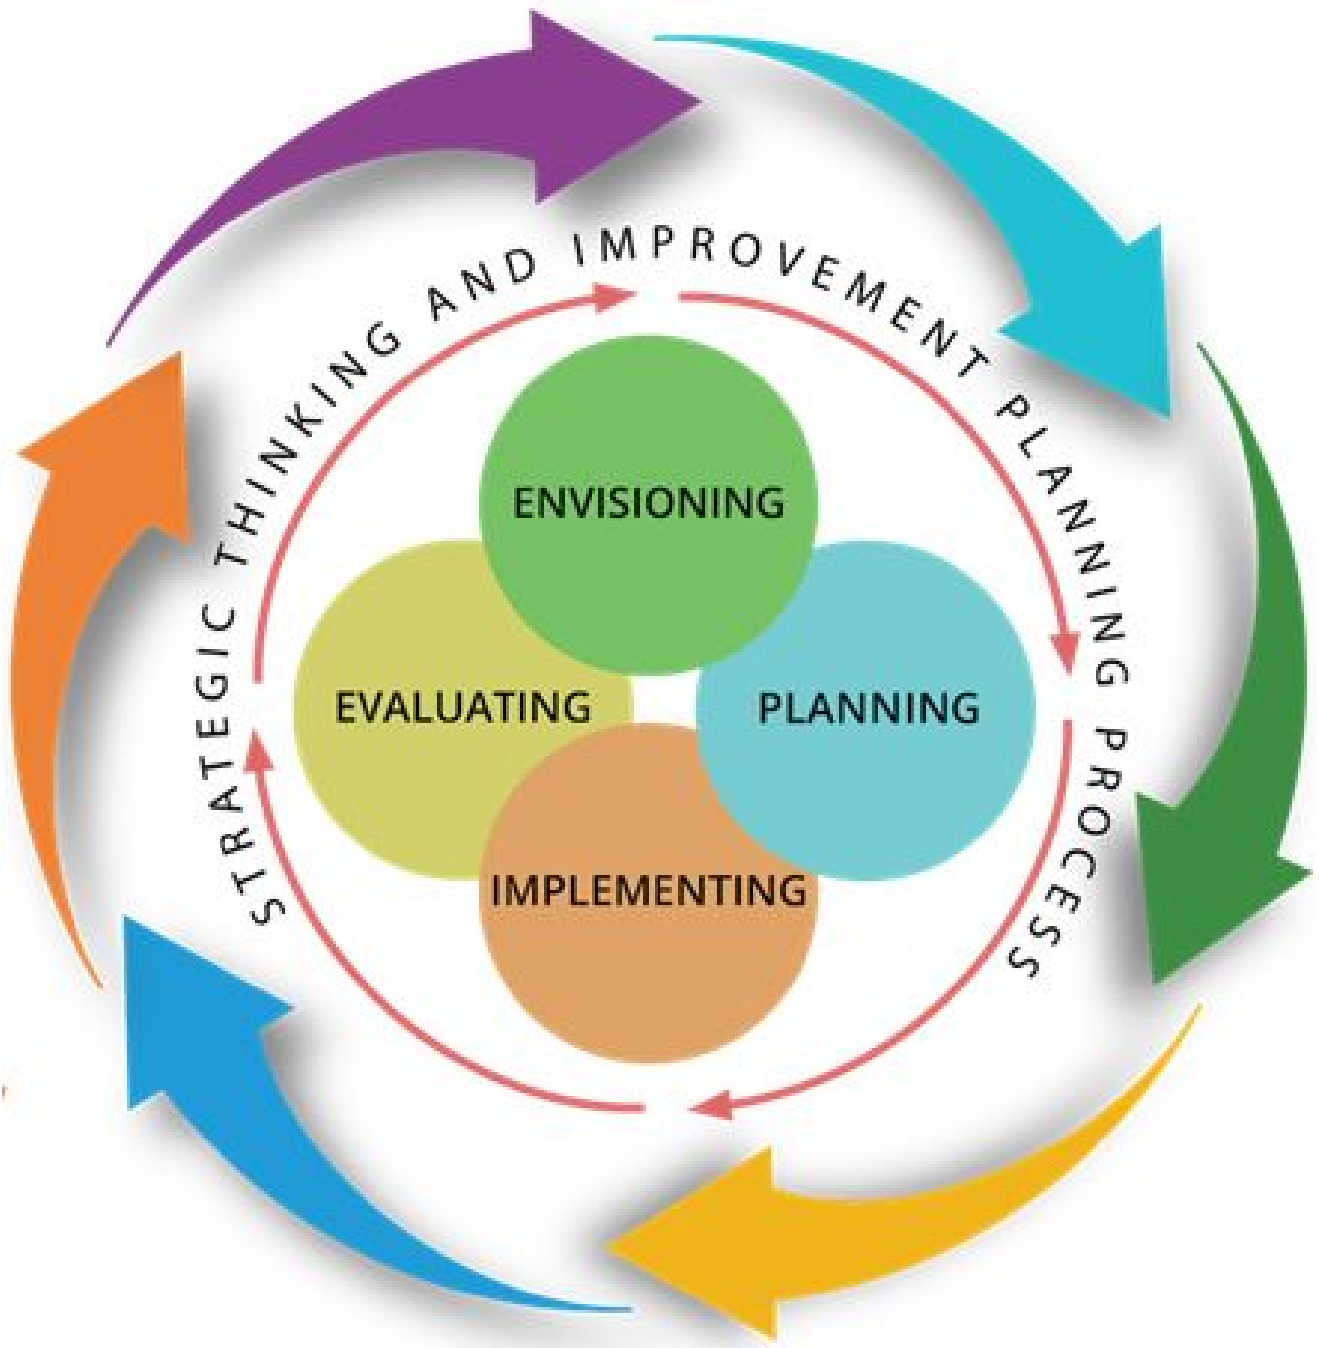 STRATEGIC THINKING AND IMPROVEMENT PLANNING PROCESS
ENVISIONING
EVALUATING
PLANNING
IMPLEMENTING